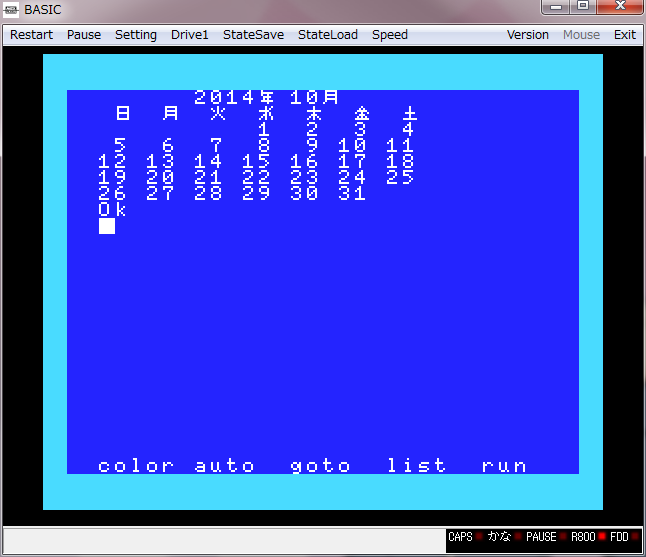 BASIC
Restart Pause Setting Drive1 StateSave StateLoad Speed Version Mouse Exit
2014年 10月
日 月 火 水 木 金 土
1 2 3 4
5 6 7 8 9 10 11
12 13 14 15 16 17 18
19 20 21 22 23 24 25
26 27 28 29 30 31
Ok
color auto goto list run
CAPS かな PAUSE R800 FDD